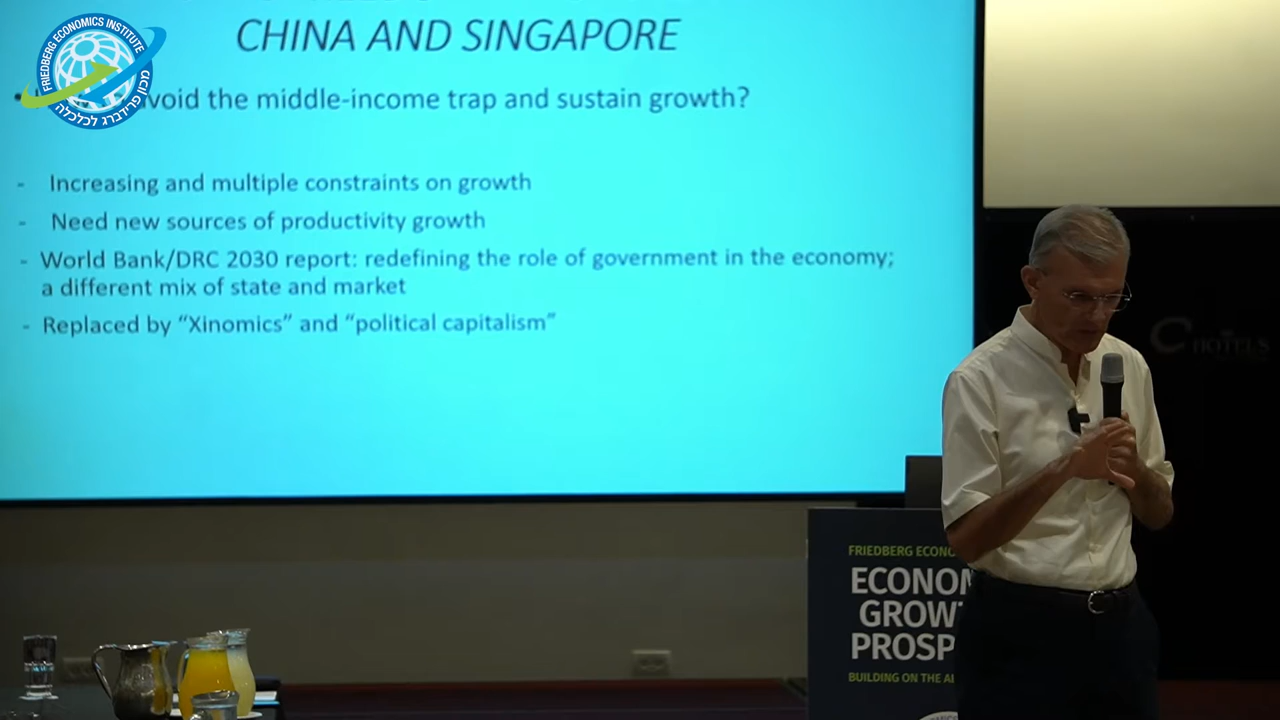 FRIEDBERG ECONOMICS INSTITUTE
מכון פרידברג לכלכלה
CHINA AND SINGAPORE
void the middle-income trap and sustain growth?
- Increasing and multiple constraints on growth
- Need new sources of productivity growth
- World Bank/DRC 2030 report: redefining the role of government in the economy;
a different mix of state and market
- Replaced by “Xinomics” and “political capitalism”
C HOTELS
FRIEDBERG ECONO
ECONOM
GROWT
PROSP
BUILDING ON THE